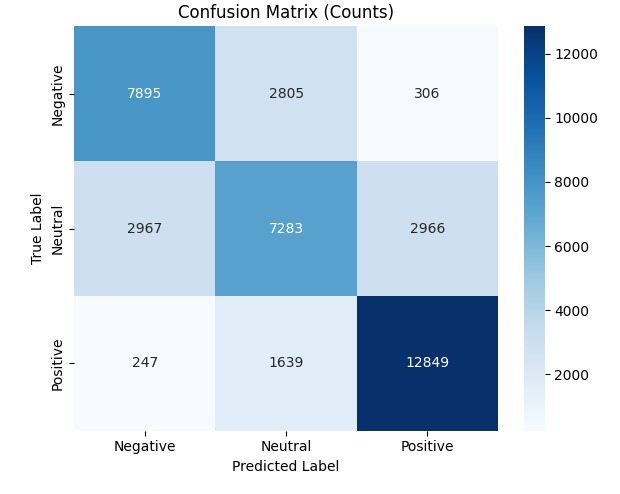 Confusion Matrix (Counts)
True Label
Negative
7895 2805 306
Neutral
2967 7283 2966
Positive
247 1639 12849
Negative Neutral Positive
Predicted Label
12000
10000
8000
6000
4000
2000